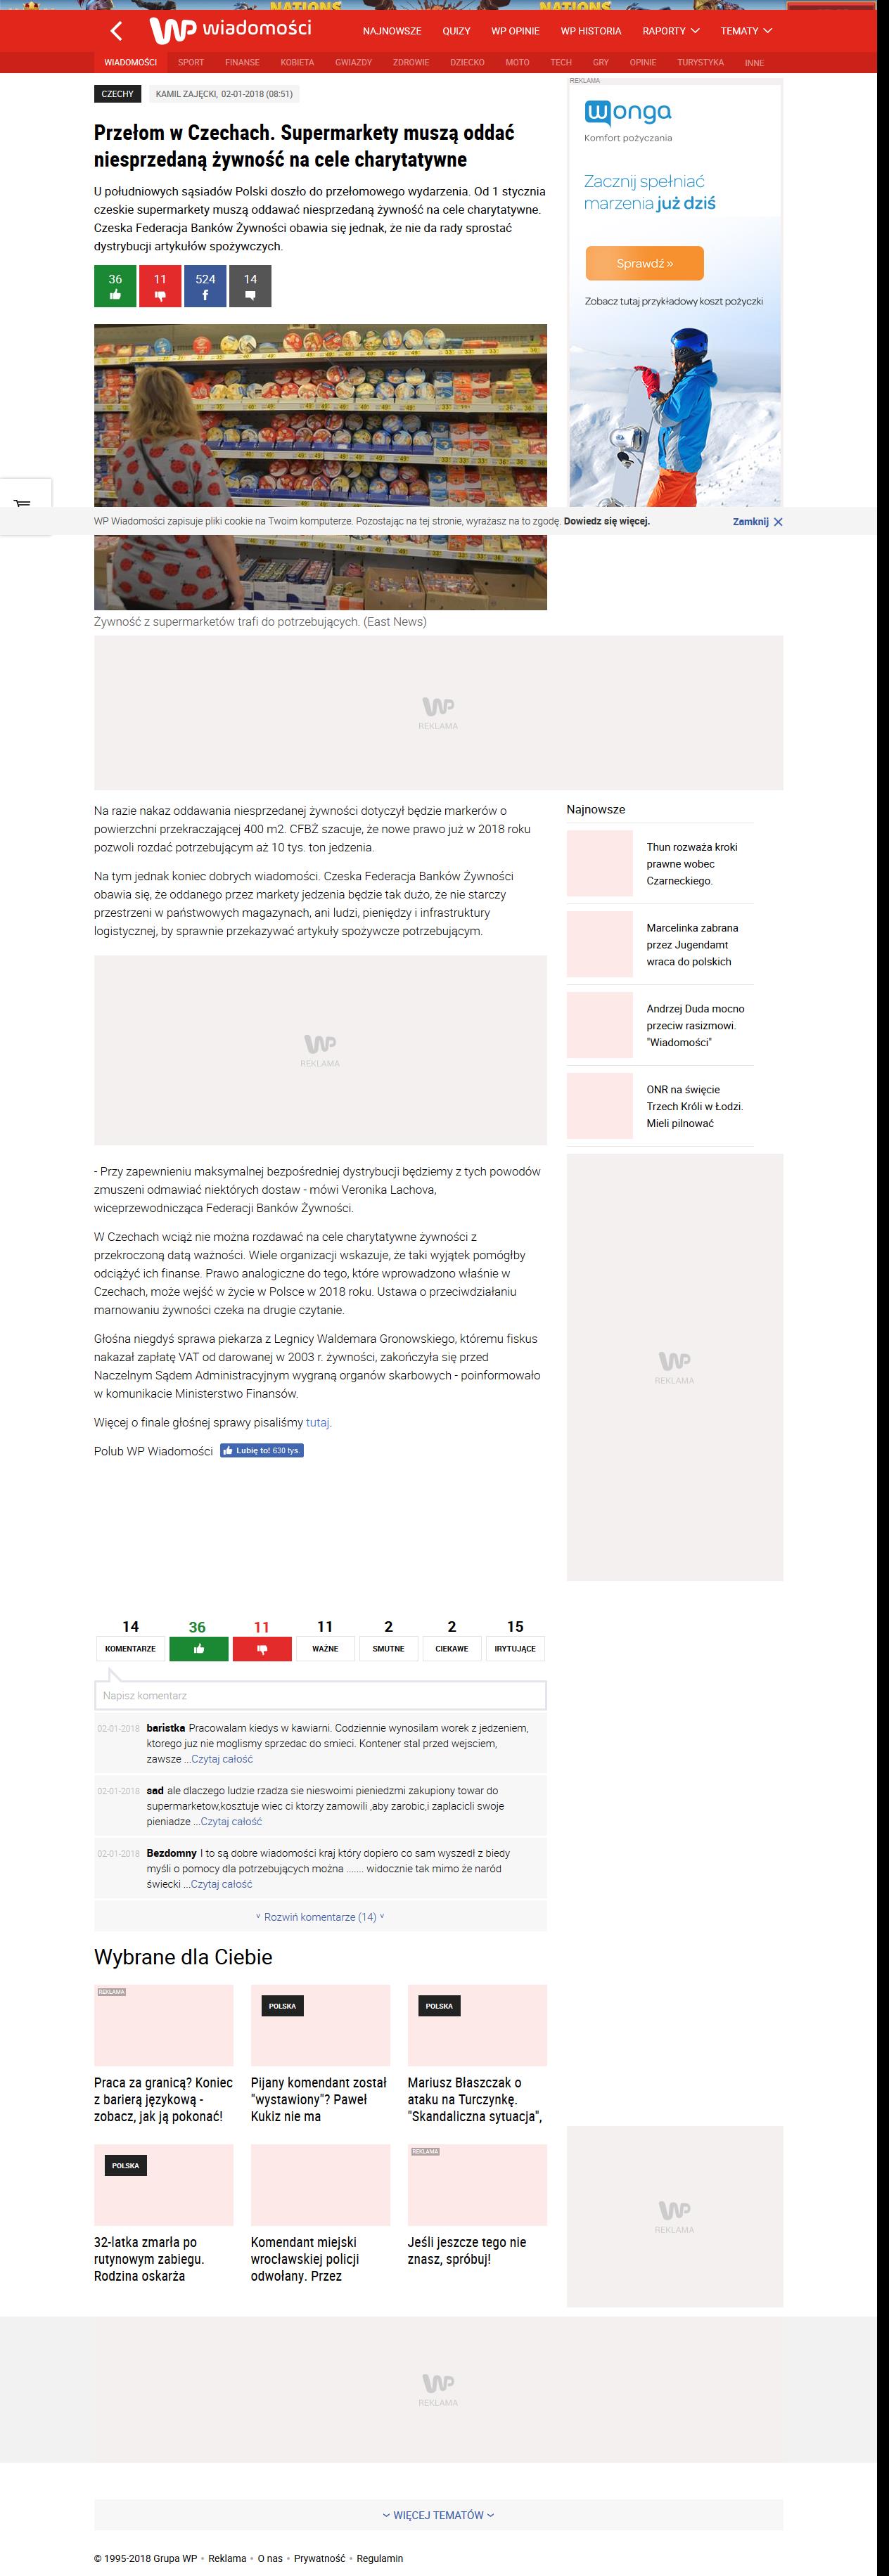 NATIONS
NATIONS
WP wiadomości
NAJNOWSZE QUIZY WP OPINIE WP HISTORIA RAPORTY TEMATY
WIADOMOŚCI SPORT FINANSE KOBIETA GWIAZDY ZDROWIE DZIECKO MOTO TECH GRY OPINIE TURYSTYKA INNE
CZECHY
KAMIL ZAJĘCKI, 02-01-2018 (08:51)
Przełom w Czechach. Supermarkety muszą oddać
niesprzedaną żywność na cele charytatywne
U południowych sąsiadów Polski doszło do przełomowego wydarzenia. Od 1 stycznia
czeskie supermarkety muszą oddawać niesprzedaną żywność na cele charytatywne.
Czeska Federacja Banków Żywności obawia się jednak, że nie da rady sprostać
dystrybucji artykułów spożywczych.
36 11 524 14
REKLAMA
wonga
Komfort pożyczania
Zacznij spełniać
marzenia już dziś
Sprawdź »
Zobacz tutaj przykładowy koszt pożyczki
WP Wiadomości zapisuje pliki cookie na Twoim komputerze. Pozostając na tej stronie, wyrażasz na to zgodę. Dowiedz się więcej.
Zamknij
Żywność z supermarketów trafi do potrzebujących. (East News)
WP
REKLAMA
Na razie nakaz oddawania niesprzedanej żywności dotyczył będzie markerów o
powierzchni przekraczającej 400 m2. CFBŻ szacuje, że nowe prawo już w 2018 roku
pozwoli rozdać potrzebującym aż 10 tys. ton jedzenia.
Na tym jednak koniec dobrych wiadomości. Czeska Federacja Banków Żywności
obawia się, że oddanego przez markety jedzenia będzie tak dużo, że nie starczy
przestrzeni w państwowych magazynach, ani ludzi, pieniędzy i infrastruktury
logistycznej, by sprawnie przekazywać artykuły spożywcze potrzebującym.
WP
REKLAMA
- Przy zapewnieniu maksymalnej bezpośredniej dystrybucji będziemy z tych powodów
zmuszeni odmawiać niektórych dostaw - mówi Veronika Lachova,
wiceprzewodnicząca Federacji Banków Żywności.
W Czechach wciąż nie można rozdawać na cele charytatywne żywności z
przekroczoną datą ważności. Wiele organizacji wskazuje, że taki wyjątek pomógłby
odciążyć ich finanse. Prawo analogiczne do tego, które wprowadzono właśnie w
Czechach, może wejść w życie w Polsce w 2018 roku. Ustawa o przeciwdziałaniu
marnowaniu żywności czeka na drugie czytanie.
Głośna niegdyś sprawa piekarza z Legnicy Waldemara Gronowskiego, któremu fiskus
nakazał zapłatę VAT od darowanej w 2003 r. żywności, zakończyła się przed
Naczelnym Sądem Administracyjnym wygraną organów skarbowych - poinformowało
w komunikacie Ministerstwo Finansów.
Więcej o finale głośnej sprawy pisaliśmy tutaj.
Polub WP Wiadomości Lubię to! 630 tys.
Najnowsze
Thun rozważa kroki
prawne wobec
Czarneckiego.
Marcelinka zabrana
przez Jugendamt
wraca do polskich
Andrzej Duda mocno
przeciw rasizmowi.
"Wiadomości"
ONR na święcie
Trzech Króli w Łodzi.
Mieli pilnować
WP
REKLAMA
14 36 11 11 2 2 15
KOMENTARZE WAŻNE SMUTNE CIEKAWE IRYTUJĄCE
Napisz komentarz
02-01-2018 baristka Pracowalam kiedys w kawiarni. Codziennie wynosilam worek z jedzeniem,
ktorego juz nie moglismy sprzedac do smieci. Kontener stal przed wejsciem,
zawsze ...Czytaj całość
02-01-2018 sad ale dlaczego ludzie rzadza sie nieswoimi pieniedzmi zakupiony towar do
supermarketow,kosztuje wiec ci ktorzy zamowili ,aby zarobic,i zaplacicli swoje
pieniadze ...Czytaj całość
02-01-2018 Bezdomny I to są dobre wiadomości kraj który dopiero co sam wyszedł z biedy
myśli o pomocy dla potrzebujących można ....... widocznie tak mimo że naród
świecki ...Czytaj całość
Rozwiń komentarze (14)
Wybrane dla Ciebie
REKLAMA
POLSKA
POLSKA
Praca za granicą? Koniec
z barierą językową -
zobacz, jak ją pokonać!
Pijany komendant został
"wystawiony"? Paweł
Kukiz nie ma
Mariusz Błaszczak o
ataku na Turczynkę.
"Skandaliczna sytuacja",
POLSKA
REKLAMA
32-latka zmarła po
rutynowym zabiegu.
Rodzina oskarża
Komendant miejski
wrocławskiej policji
odwołany. Przez
Jeśli jeszcze tego nie
znasz, spróbuj!
WP
REKLAMA
WP
REKLAMA
WIĘCEJ TEMATÓW
© 1995-2018 Grupa WP • Reklama • O nas • Prywatność • Regulamin